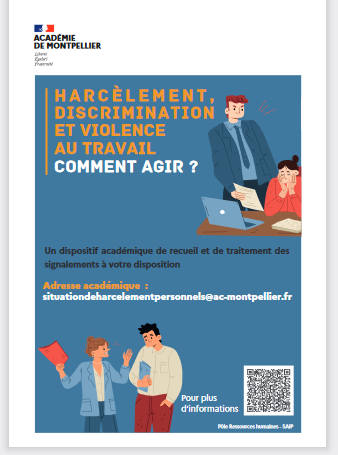 ACADÉMIE
DE MONTPELLIER
Liberté
Égalité
Fraternité
HARCÈLEMENT,
DISCRIMINATION
ET VIOLENCE
AU TRAVAIL
COMMENT AGIR ?
Un dispositif académique de recueil et de traitement des
signalements à votre disposition
Adresse académique :
situationdeharcelementpersonnels@ac-montpellier.fr
Pour plus
d'informations
Pôle Ressources humaines - SAIP